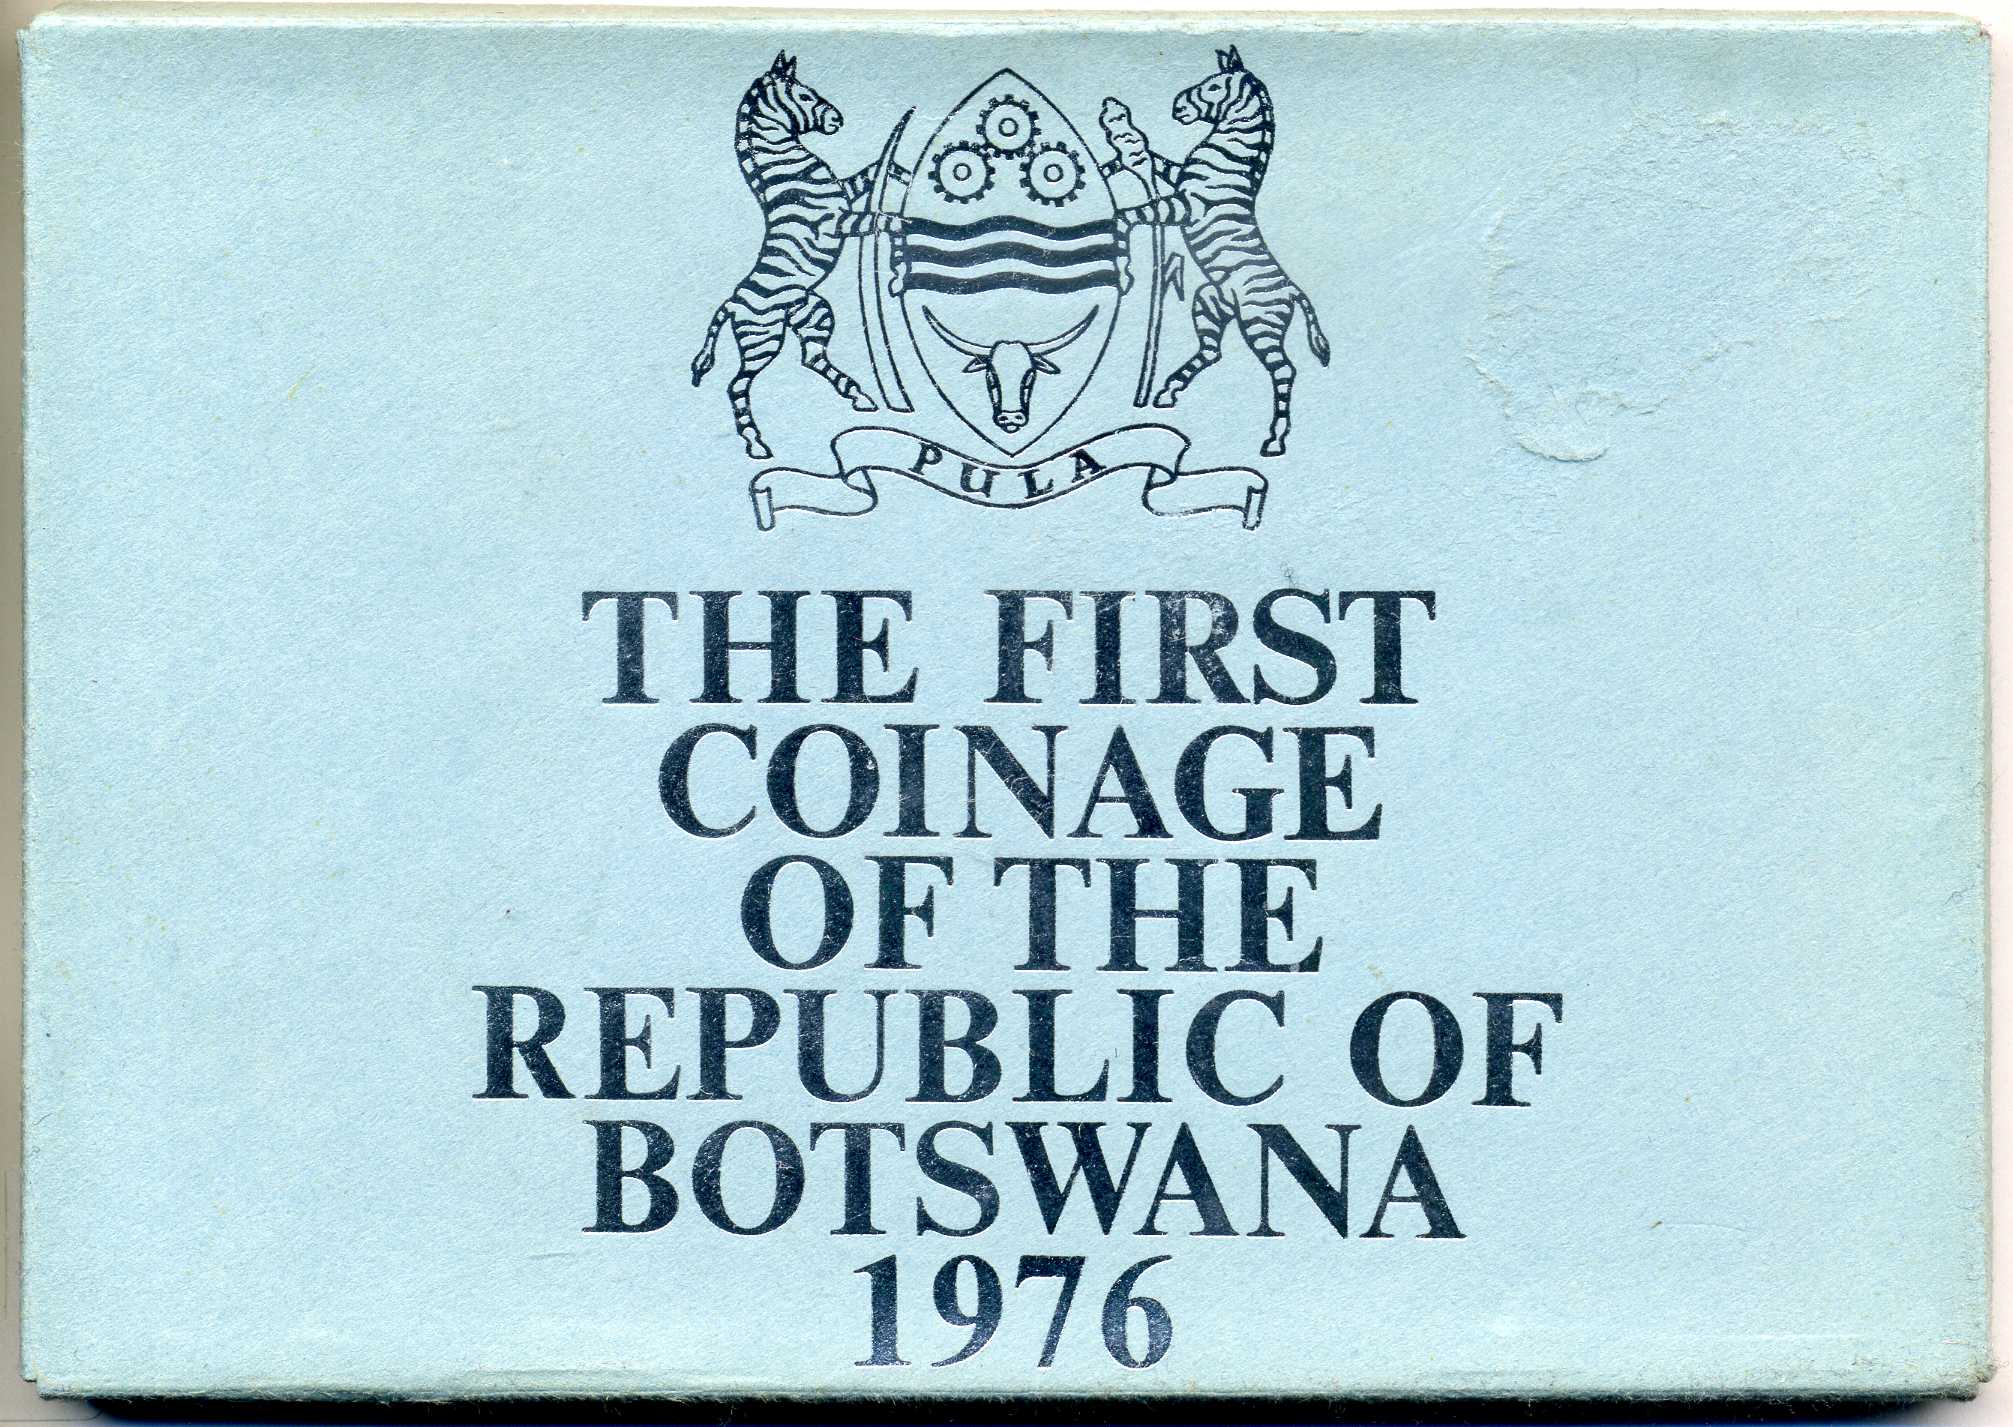 PULA
THE FIRST
COINAGE
OF THE
REPUBLIC OF
BOTSWANA
1976